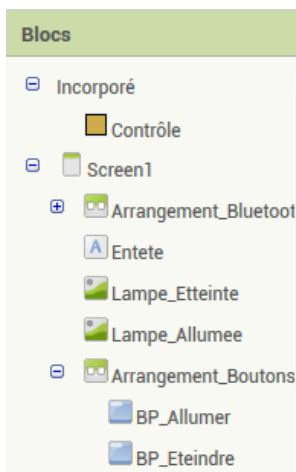 Blocs
Incorporé
Contrôle
Screen1
Arrangement_Bluetoot
A Entete
Lampe_Etteinte
Lampe_Allumee
Arrangement_Boutons
BP_Allumer
BP_Eteindre